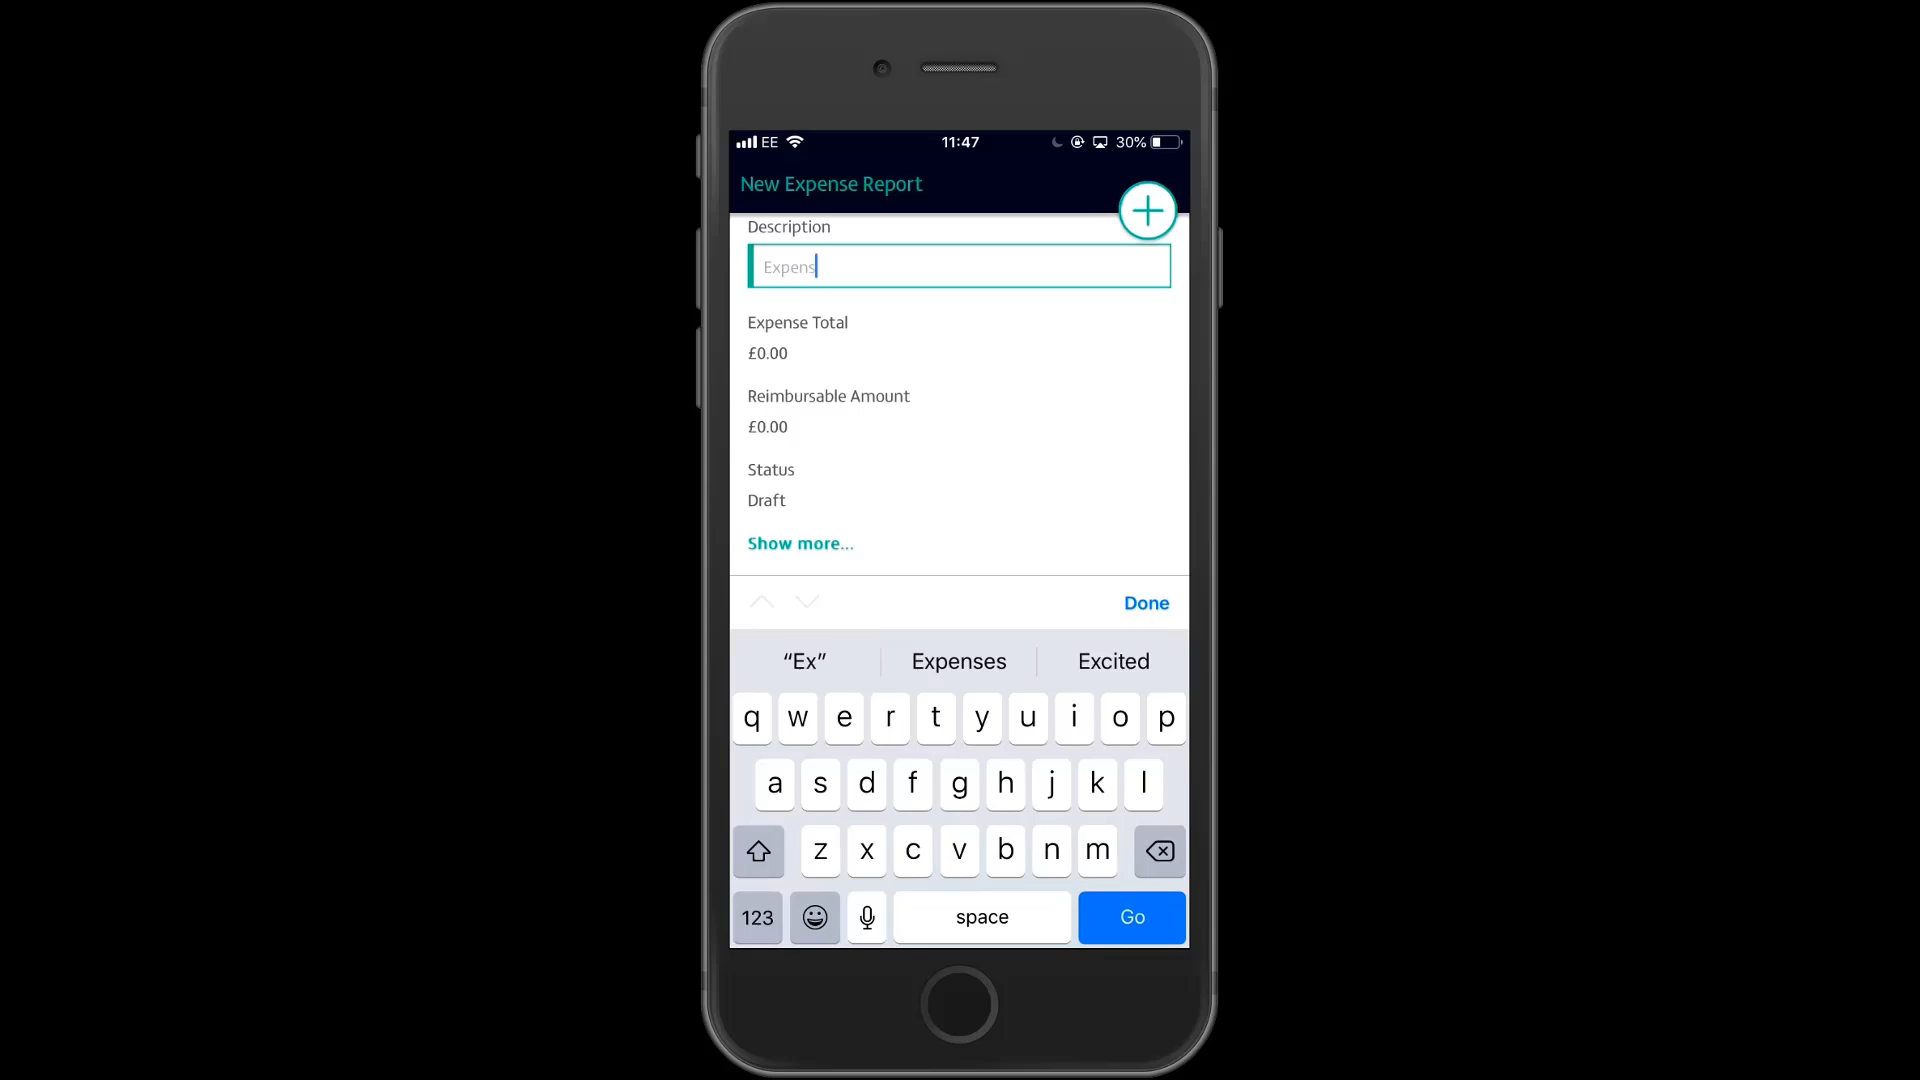 EE 11:47 30%
New Expense Report
Description
Expens
Expense Total
£0.00
Reimbursable Amount
£0.00
Status
Draft
Show more...
Done
“Ex” Expenses Excited
q w e r t y u i o p
a s d f g h j k l
z x c v b n m
123 space Go